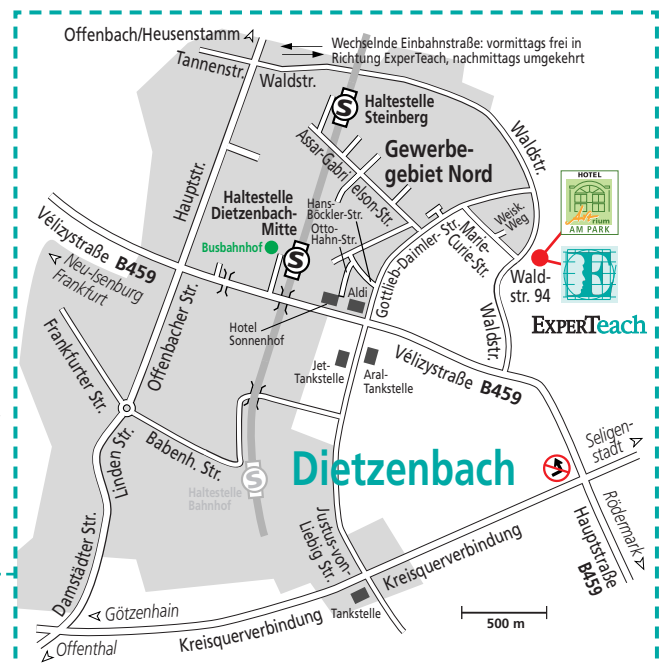 Offenbach/Heusenstamm
Wechselnde Einbahnstraße: vormittags frei in
Richtung ExperTeach, nachmittags umgekehrt
Tannenstr.
Waldstr.
S
Haltestelle
Steinberg
Waldstr.
Assar-Gabrielson-Str.
Gewerbe-
gebiet Nord
HOTEL
Artrium
AM PARK
Hauptstr.
Haltestelle
Dietzenbach-
Mitte
Hans-
Böckler-Str.
Otto-
Hahn-Str.
Weisk.
Weg
Marie-
Curie-Str.
Gottlieb-Daimler-Str.
Vélizystraße B459
Busbahnhof
S
Neu-Isenburg
Frankfurt
Wald-
str. 94
E
EXPERTeach
Aldi
Hotel
Sonnenhof
Offenbacher Str.
Waldstr.
Frankfurter Str.
Jet-
Tankstelle
Aral-
Tankstelle
Vélizystraße B459
Linden Str.
Babenh. Str.
Seligen-
stadt
Dietzenbach
S
Haltestelle
Bahnhof
Rödermark
Justus-von-
Liebig Str.
Hauptstraße
B459
Damstädter Str.
Kreisquerverbindung
Götzenhain
Tankstelle
500 m
Kreisquerverbindung
Offenthal